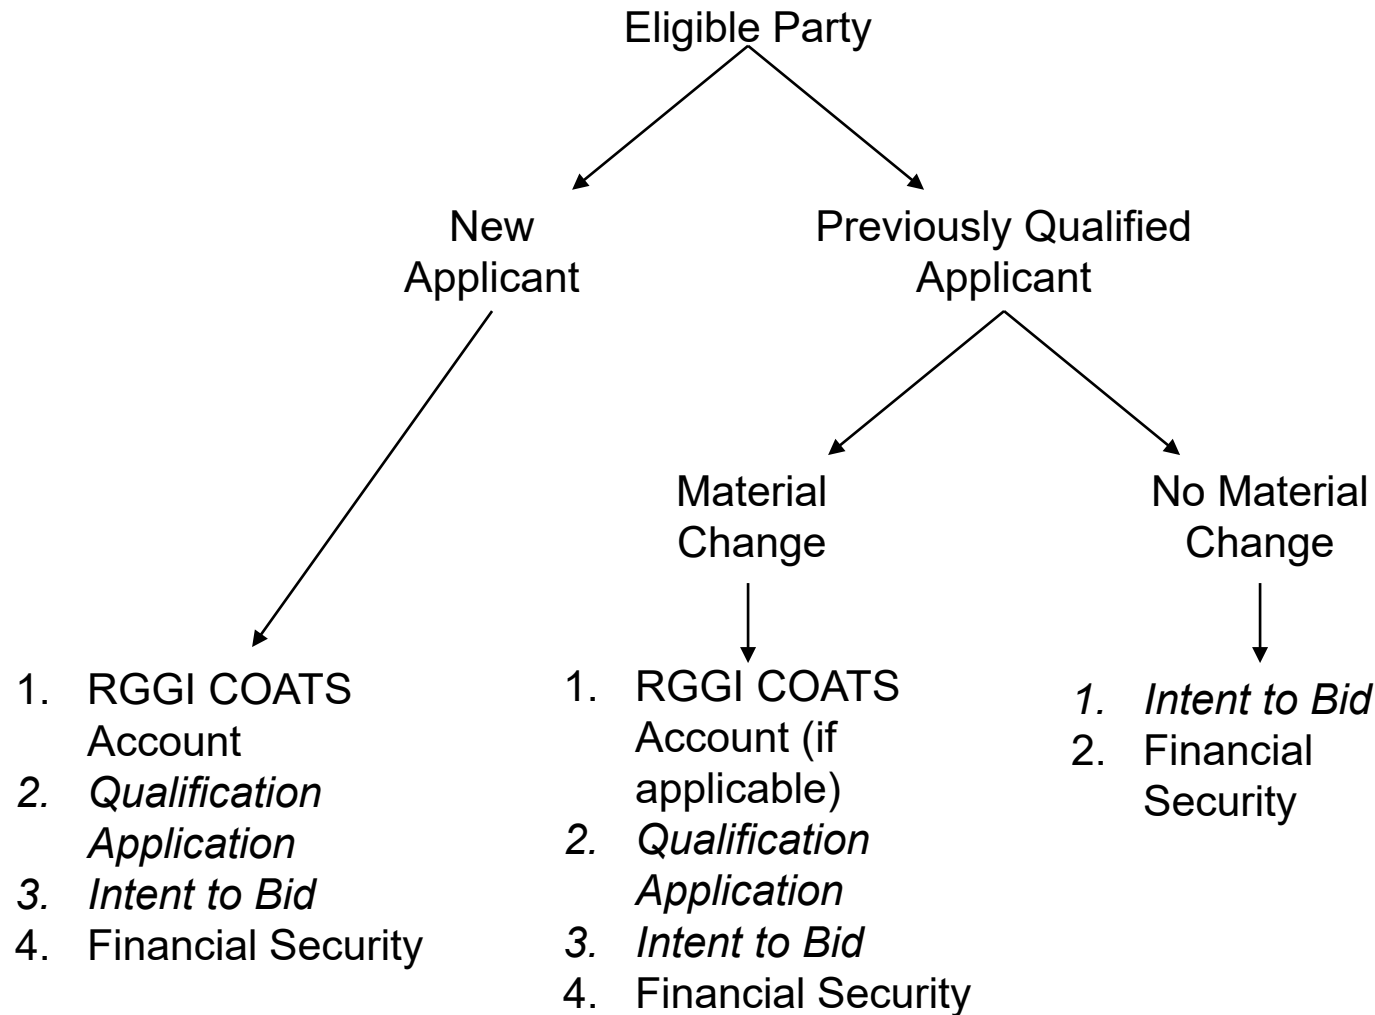 Eligible Party
New
Applicant
Previously Qualified
Applicant
Material
Change
No Material
Change
1. RGGI COATS
Account
2. Qualification
Application
3. Intent to Bid
4. Financial Security
1. RGGI COATS
Account (if
applicable)
2. Qualification
Application
3. Intent to Bid
4. Financial Security
1. Intent to Bid
2. Financial
Security